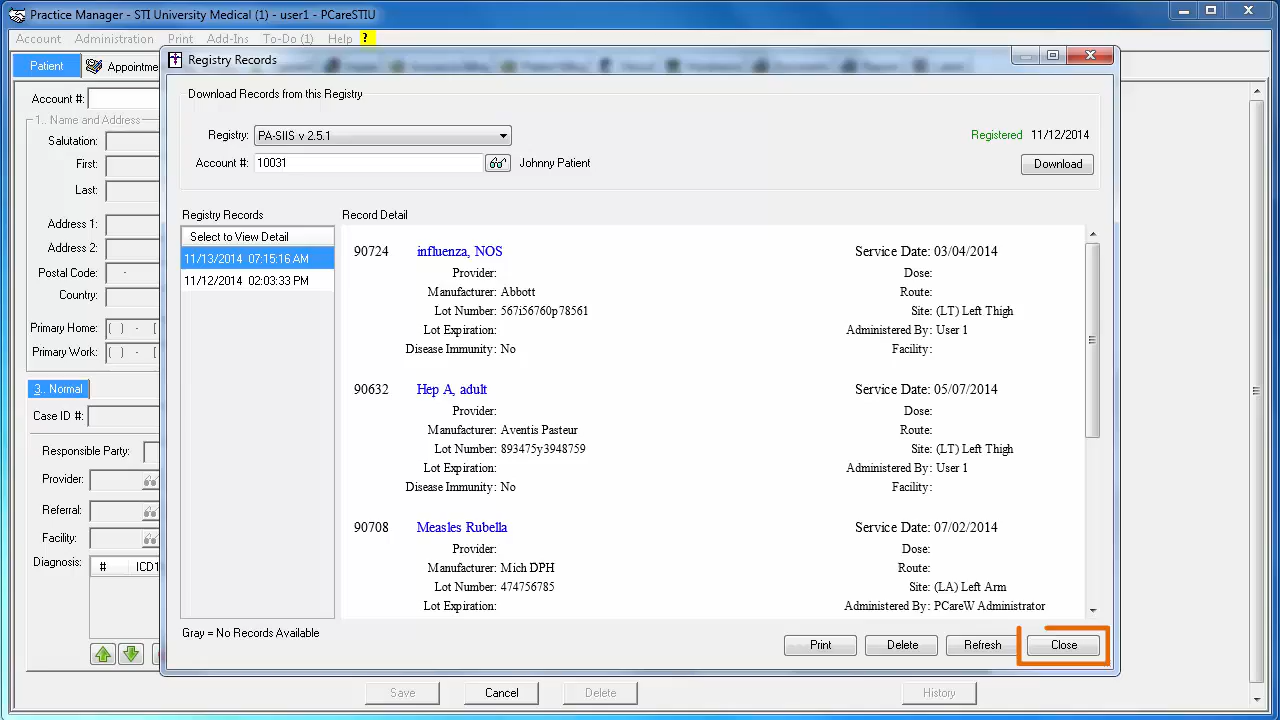 Practice Manager - STI University Medical (1) - user1 - PCareSTIU
Account Administration Print Add-Ins To-Do (1) Help ?
Patient Appointme
Registry Records
Account #:
1.. Name and Address
Salutation:
First:
Last:
Address 1:
Address 2:
Postal Code: -
Country:
Primary Home: ( ) - [
Primary Work: ( ) - [
3.. Normal
Case ID #:
Responsible Party:
Provider:
Referral:
Facility:
Diagnosis: # ICD1
Download Records from this Registry
Registry: PA-SIIS v 2.5.1
Registered 11/12/2014
Account #: 10031 Johnny Patient
Download
Registry Records
Select to View Detail
11/13/2014 07:15:16 AM
11/12/2014 02:03:33 PM
Record Detail
90724 influenza, NOS Service Date: 03/04/2014
Provider: Dose:
Manufacturer: Abbott Route:
Lot Number: 567i56760p78561 Site: (LT) Left Thigh
Lot Expiration: Administered By: User 1
Disease Immunity: No Facility:
90632 Hep A, adult Service Date: 05/07/2014
Provider: Dose:
Manufacturer: Aventis Pasteur Route:
Lot Number: 893475y3948759 Site: (LT) Left Thigh
Lot Expiration: Administered By: User 1
Disease Immunity: No Facility:
90708 Measles Rubella Service Date: 07/02/2014
Provider: Dose:
Manufacturer: Mich DPH Route:
Lot Number: 474756785 Site: (LA) Left Arm
Lot Expiration: Administered By: PCareW Administrator
Gray = No Records Available
Print Delete Refresh Close
Save Cancel Delete History